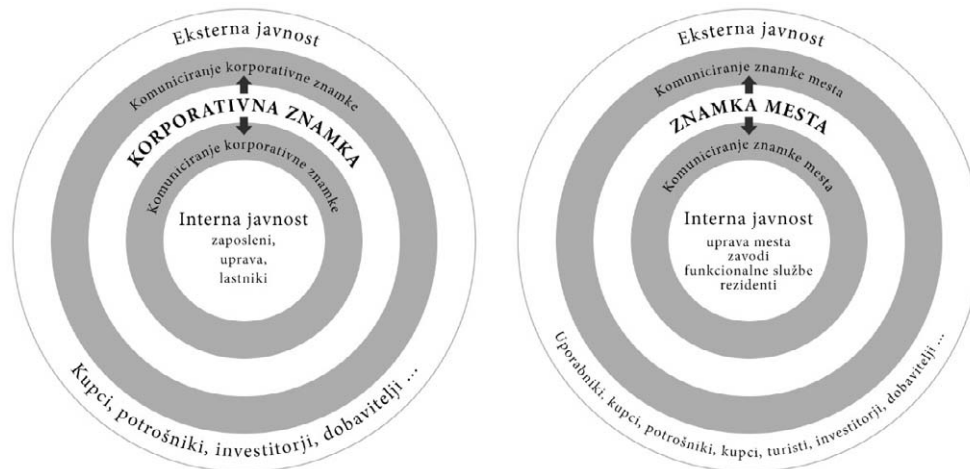 Eksterna javnost
Komuniciranje korporativne znamke
KORPORATIVNA ZNAMKA
Komuniciranje korporativne znamke
Interna javnost
zaposleni,
uprava,
lastniki
Kupci, potrošniki, investitorji, dobavitelji ...
Eksterna javnost
Komuniciranje znamke mesta
ZNAMKA MESTA
Komuniciranje znamke mesta
Interna javnost
uprava mesta
zavodi
funkcionalne službe
rezidenti
Uporabniki, kupci, potrošniki, kupci, turisti, investitorji, dobavitelji ...